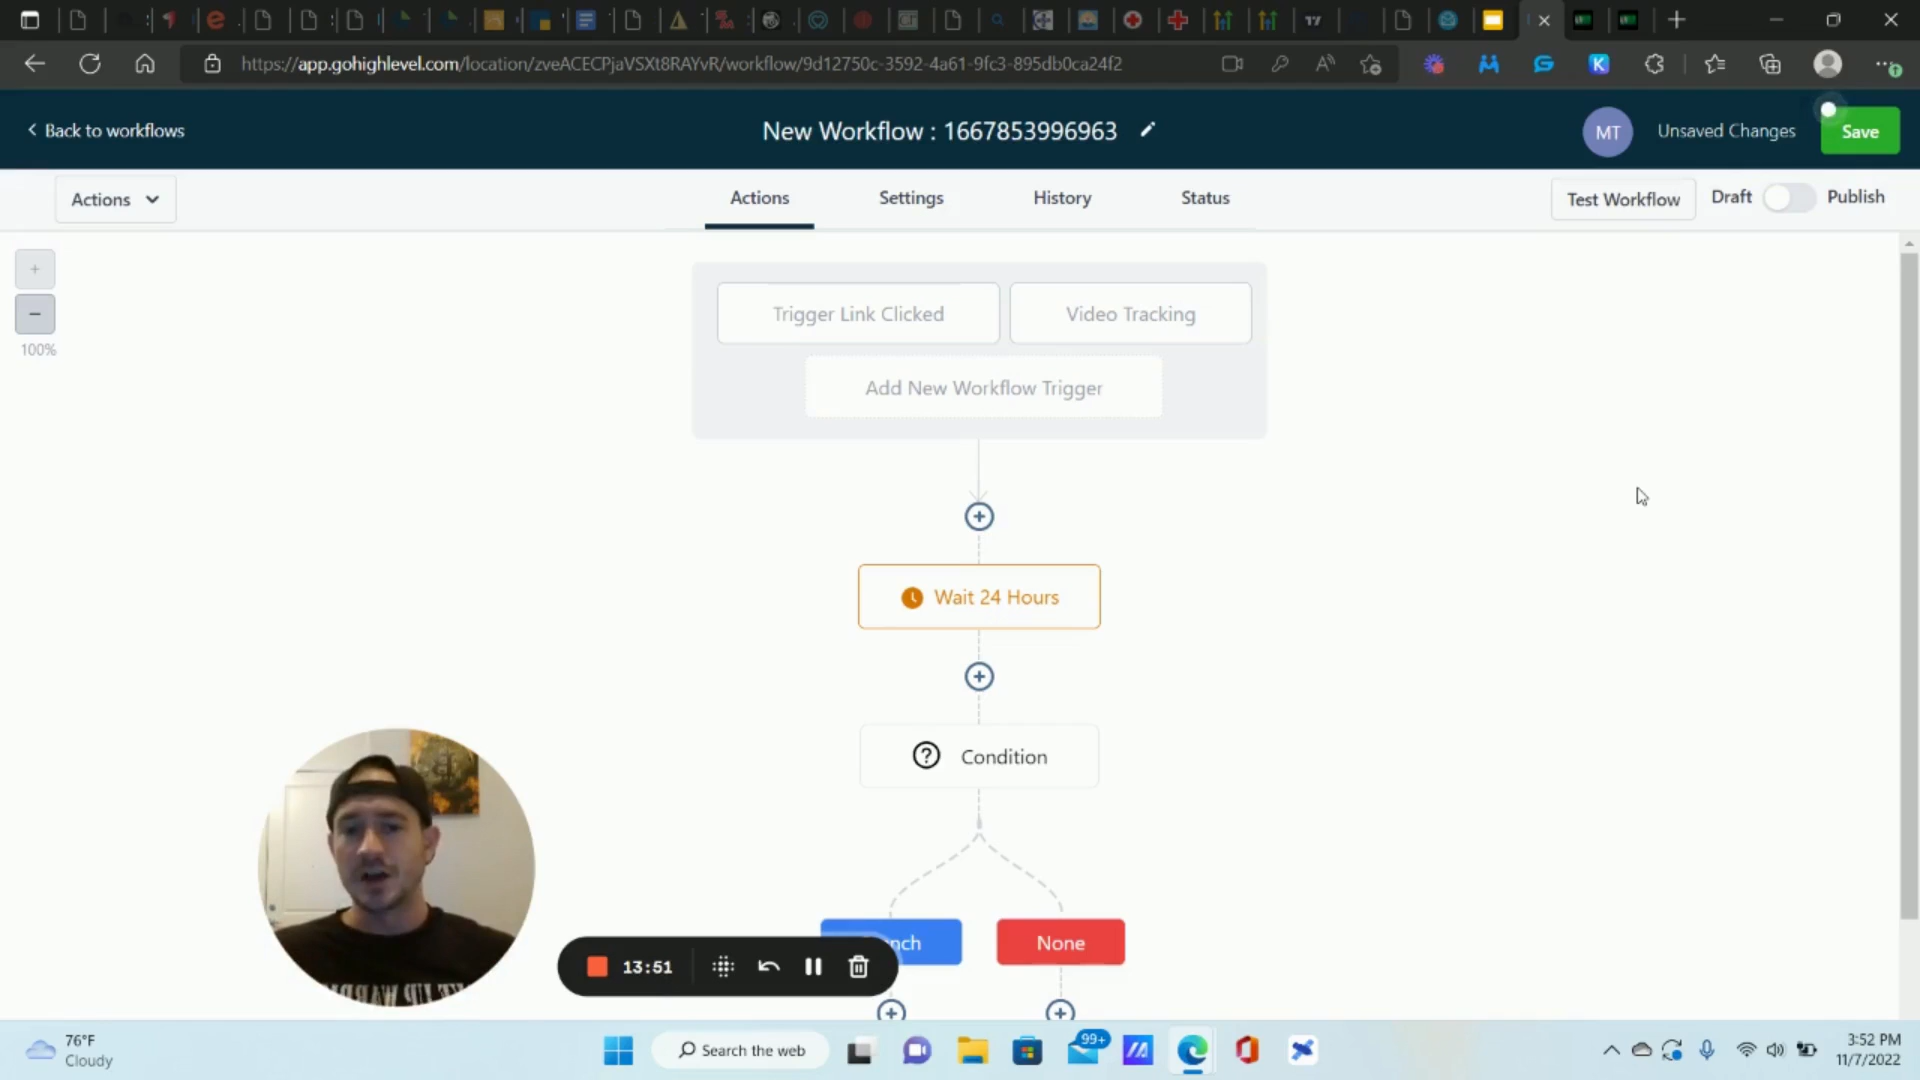 https://app.gohighlevel.com/location/zveACECPjaVSXt8RAYvR/workflow/9d12750c-3592-4a61-9fc3-895db0ca24f2
Back to workflows
New Workflow : 1667853996963
MT
Unsaved Changes
Save
Actions
Actions
Settings
History
Status
Test Workflow
Draft
Publish
100%
Trigger Link Clicked
Video Tracking
Add New Workflow Trigger
Wait 24 Hours
Condition
None
13:51
76°F
Cloudy
Search the web
99+
3:52 PM
11/7/2022